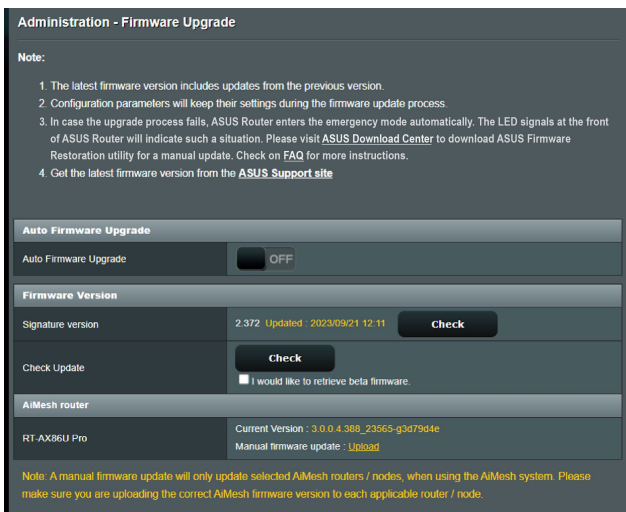 Administration - Firmware Upgrade
Note:
1. The latest firmware version includes updates from the previous version.
2. Configuration parameters will keep their settings during the firmware update process.
3. In case the upgrade process fails, ASUS Router enters the emergency mode automatically. The LED signals at the front
of ASUS Router will indicate such a situation. Please visit ASUS Download Center to download ASUS Firmware
Restoration utility for a manual update. Check on FAQ for more instructions.
4. Get the latest firmware version from the ASUS Support site
Auto Firmware Upgrade
Auto Firmware Upgrade OFF
Firmware Version
Signature version 2.372 Updated : 2023/09/21 12:11 Check
Check Update Check
I would like to retrieve beta firmware.
AiMesh router
RT-AX86U Pro Current Version : 3.0.0.4.388_23565-g3d79d4e
Manual firmware update : Upload
Note: A manual firmware update will only update selected AiMesh routers / nodes, when using the AiMesh system. Please
make sure you are uploading the correct AiMesh firmware version to each applicable router / node.